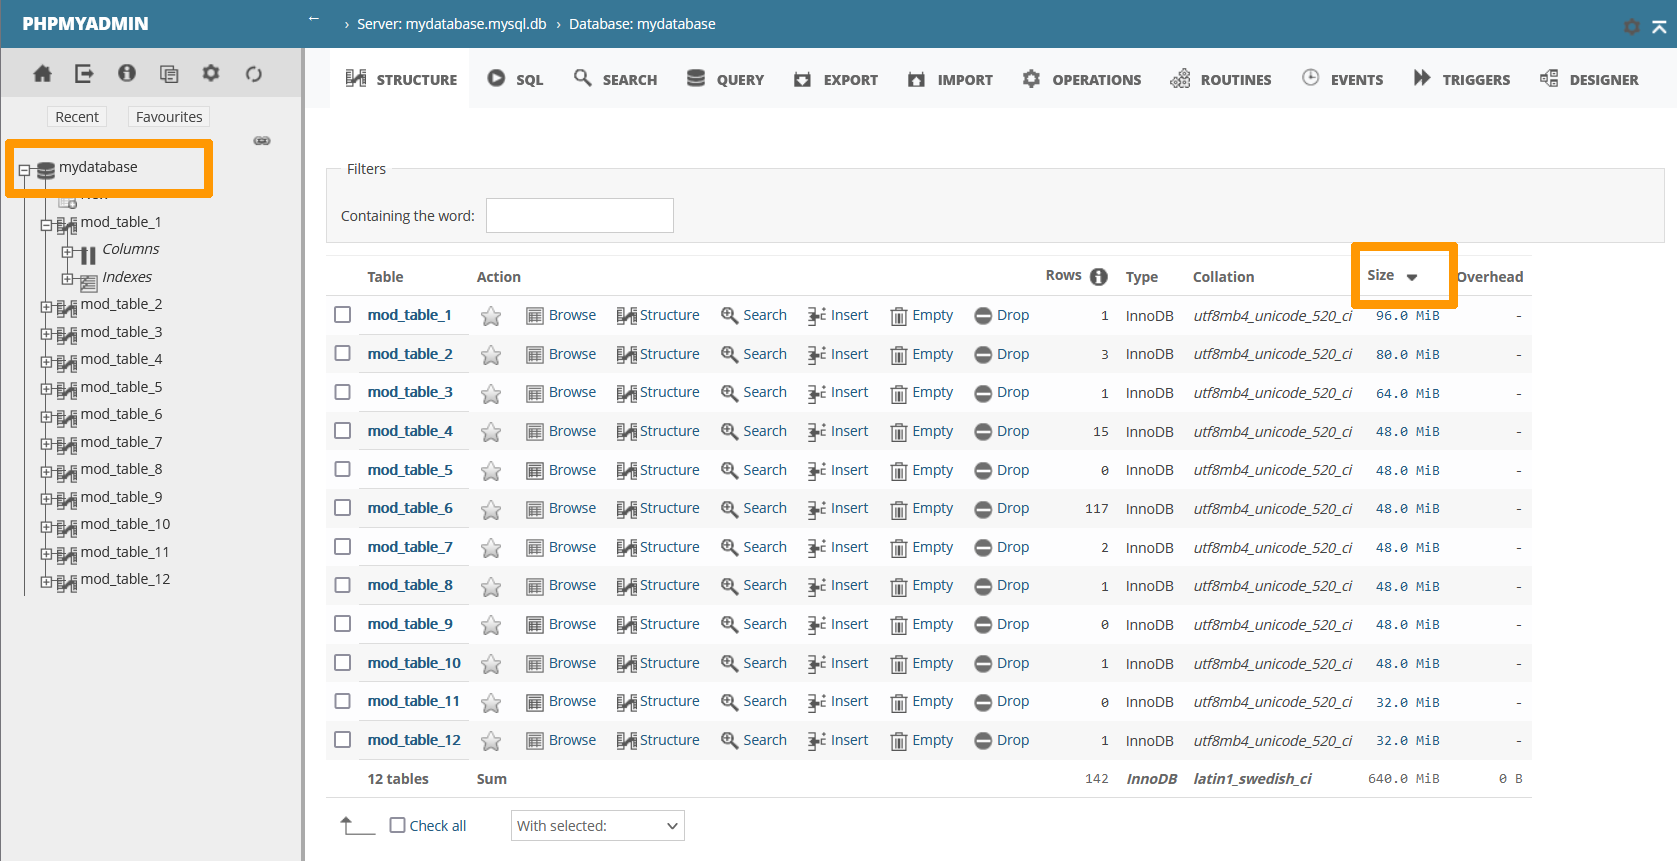 PHPMYADMIN
← › Server: mydatabase.mysql.db › Database: mydatabase
STRUCTURE SQL SEARCH QUERY EXPORT IMPORT OPERATIONS ROUTINES EVENTS TRIGGERS DESIGNER
Recent Favourites
mydatabase
mod_table_1
Columns
Indexes
mod_table_2
mod_table_3
mod_table_4
mod_table_5
mod_table_6
mod_table_7
mod_table_8
mod_table_9
mod_table_10
mod_table_11
mod_table_12
Filters
Containing the word:
Table Action Rows Type Collation Size Overhead
mod_table_1 Browse Structure Search Insert Empty Drop 1 InnoDB utf8mb4_unicode_520_ci 96.0 MiB -
mod_table_2 Browse Structure Search Insert Empty Drop 3 InnoDB utf8mb4_unicode_520_ci 80.0 MiB -
mod_table_3 Browse Structure Search Insert Empty Drop 1 InnoDB utf8mb4_unicode_520_ci 64.0 MiB -
mod_table_4 Browse Structure Search Insert Empty Drop 15 InnoDB utf8mb4_unicode_520_ci 48.0 MiB -
mod_table_5 Browse Structure Search Insert Empty Drop 0 InnoDB utf8mb4_unicode_520_ci 48.0 MiB -
mod_table_6 Browse Structure Search Insert Empty Drop 117 InnoDB utf8mb4_unicode_520_ci 48.0 MiB -
mod_table_7 Browse Structure Search Insert Empty Drop 2 InnoDB utf8mb4_unicode_520_ci 48.0 MiB -
mod_table_8 Browse Structure Search Insert Empty Drop 1 InnoDB utf8mb4_unicode_520_ci 48.0 MiB -
mod_table_9 Browse Structure Search Insert Empty Drop 0 InnoDB utf8mb4_unicode_520_ci 48.0 MiB -
mod_table_10 Browse Structure Search Insert Empty Drop 1 InnoDB utf8mb4_unicode_520_ci 48.0 MiB -
mod_table_11 Browse Structure Search Insert Empty Drop 0 InnoDB utf8mb4_unicode_520_ci 32.0 MiB -
mod_table_12 Browse Structure Search Insert Empty Drop 1 InnoDB utf8mb4_unicode_520_ci 32.0 MiB -
12 tables Sum 142 InnoDB latin1_swedish_ci 640.0 MiB 0 B
Check all With selected: